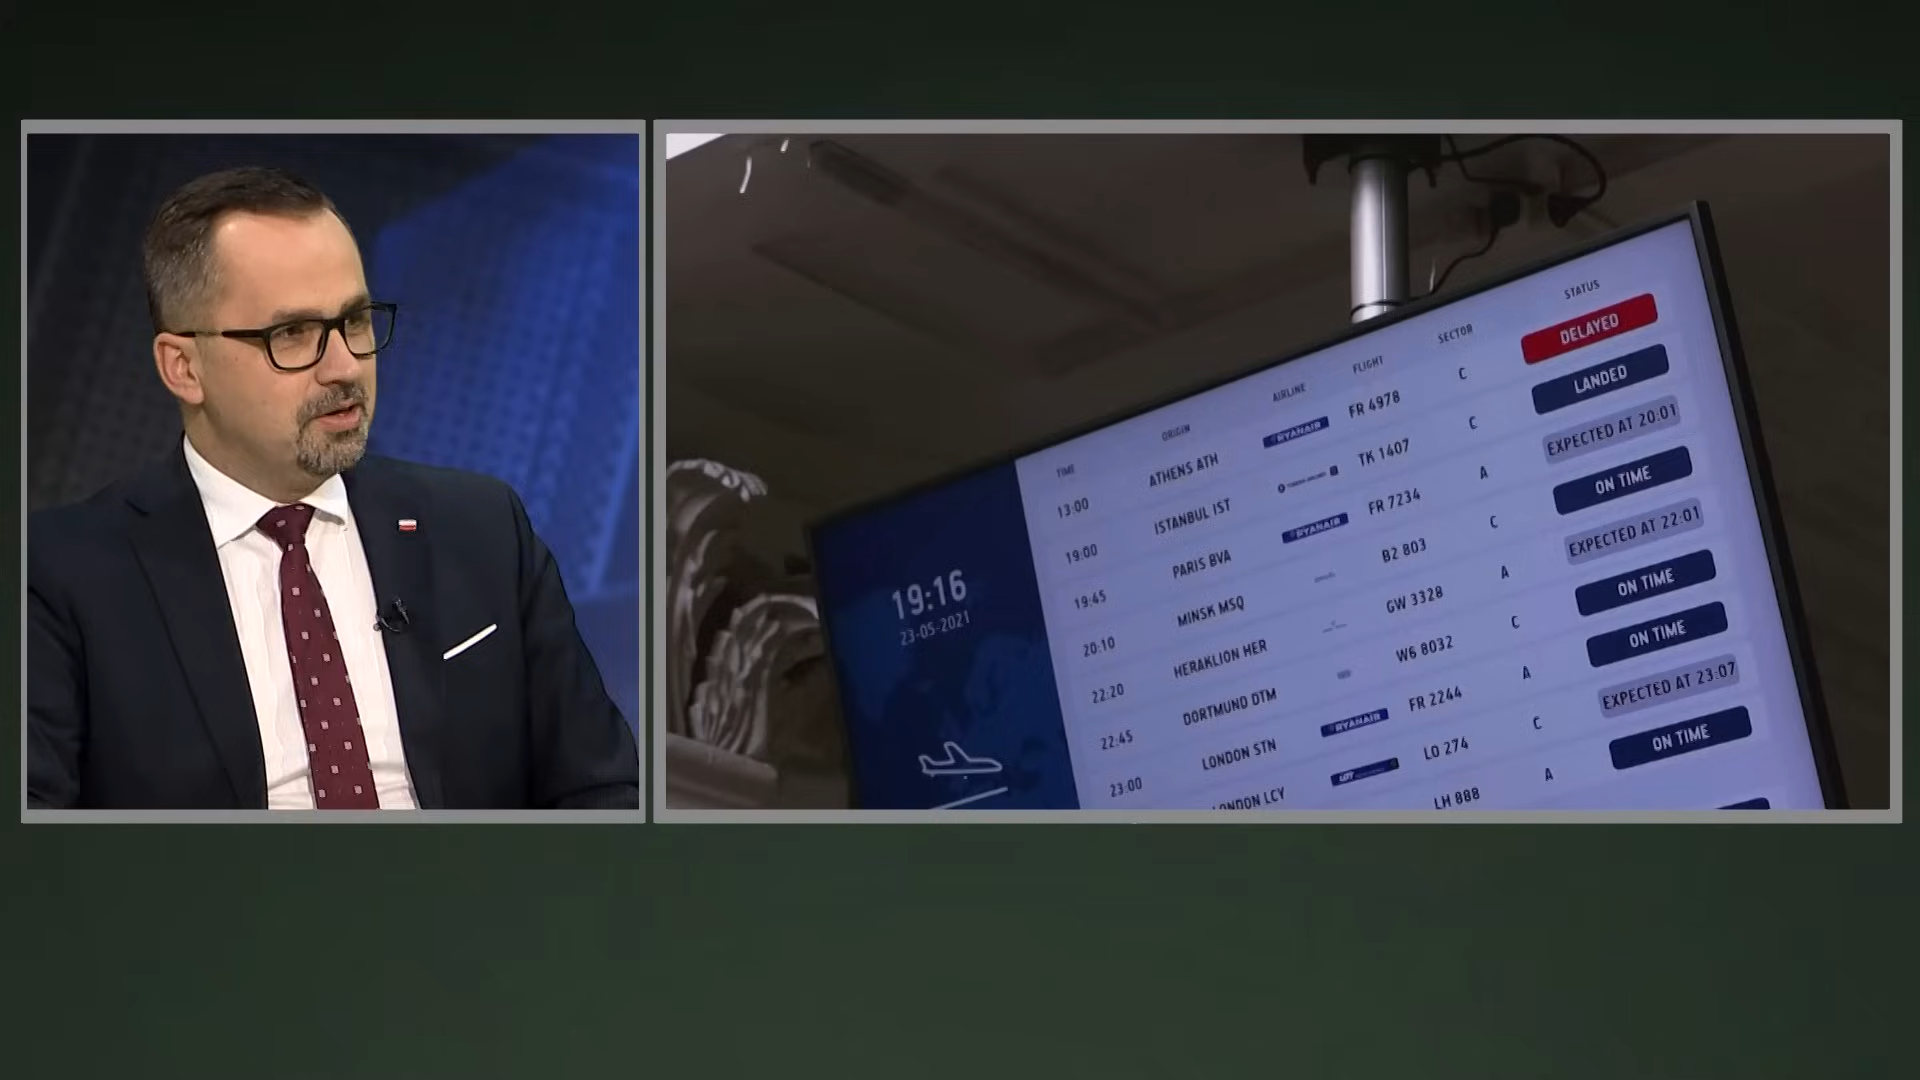 19:16
23-05-2021
TIME ORIGIN AIRLINE FLIGHT SECTOR STATUS
13:00 ATHENS ATH RYANAIR FR 4978 C DELAYED
19:00 ISTANBUL IST TK 1407 C LANDED
19:45 PARIS BVA RYANAIR FR 7234 A EXPECTED AT 20:01
20:10 MINSK MSQ B2 803 C ON TIME
22:20 HERAKLION HER GW 3328 A EXPECTED AT 22:01
22:45 DORTMUND DTM W6 8032 C ON TIME
23:00 LONDON STN RYANAIR FR 2244 A ON TIME
LONDON LCY LOT LO 274 C EXPECTED AT 23:07
LH 888 A ON TIME